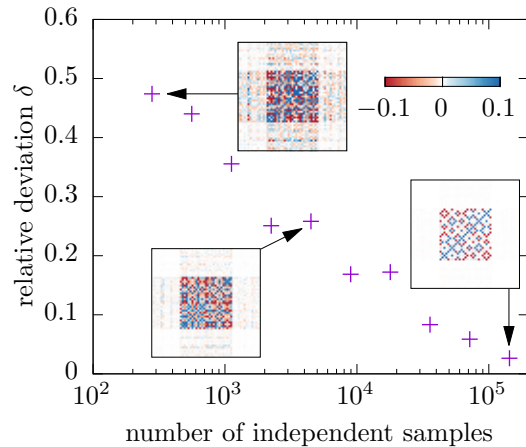 0.6
0.5
0.4
0.3
0.2
0.1
0
relative deviation δ
−0.1 0 0.1
10² 10³ 10⁴ 10⁵
number of independent samples